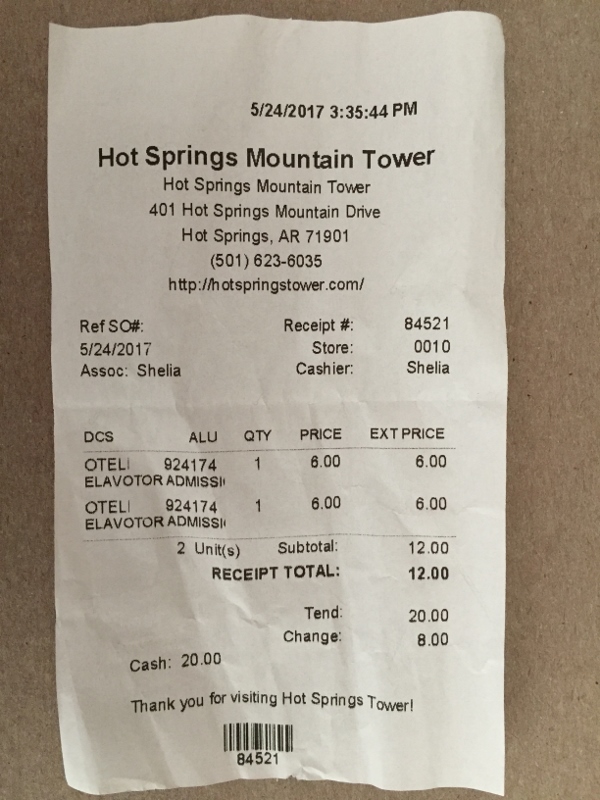 5/24/2017 3:35:44 PM
Hot Springs Mountain Tower
Hot Springs Mountain Tower
401 Hot Springs Mountain Drive
Hot Springs, AR 71901
(501) 623-6035
http://hotspringstower.com/
Ref SO#: Receipt #: 84521
5/24/2017 Store: 0010
Assoc: Shelia Cashier: Shelia
DCS ALU QTY PRICE EXT PRICE
OTELI 924174 1 6.00 6.00
ELAVOTOR ADMISSI
OTELI 924174 1 6.00 6.00
ELAVOTOR ADMISSI
2 Unit(s) Subtotal: 12.00
RECEIPT TOTAL: 12.00
Tend: 20.00
Change: 8.00
Cash: 20.00
Thank you for visiting Hot Springs Tower!
84521